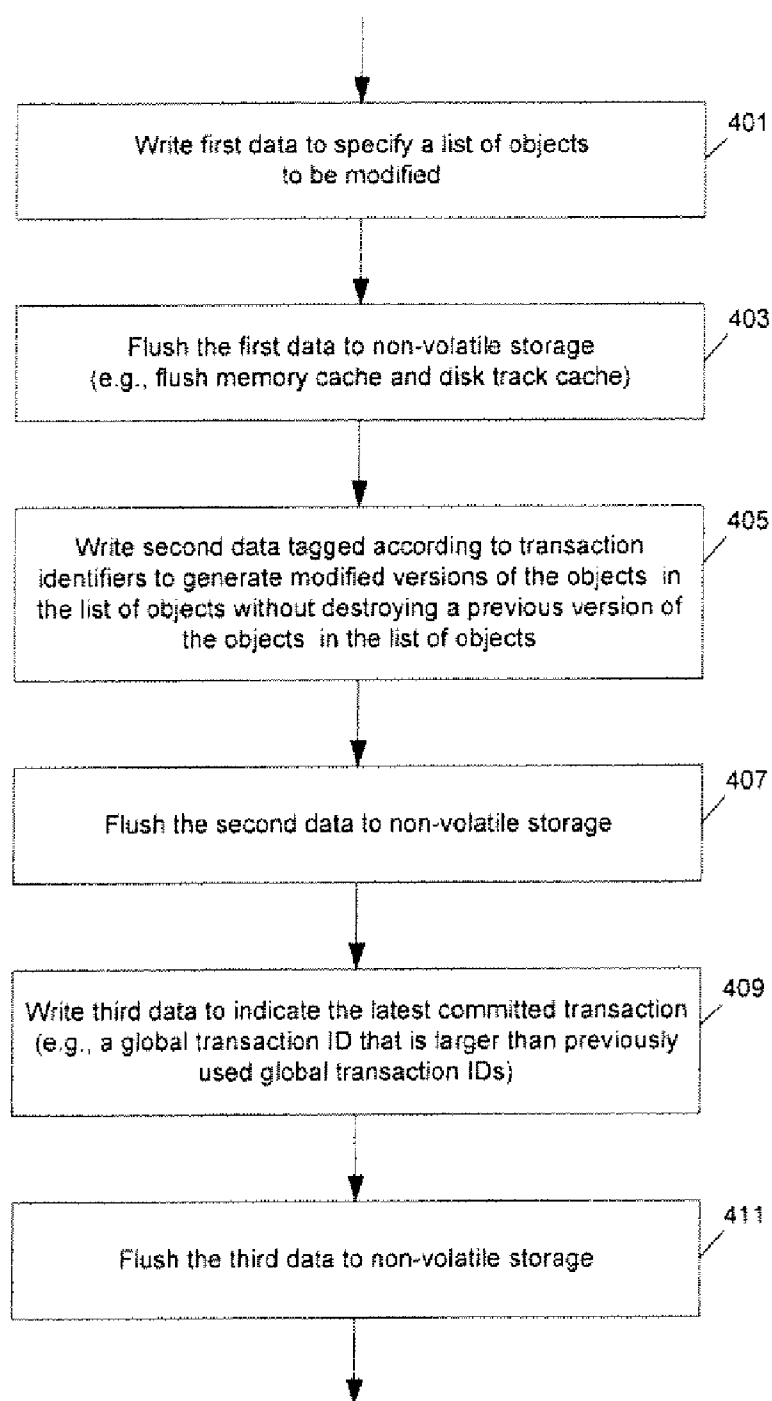 401
Write first data to specify a list of objects
to be modified
403
Flush the first data to non-volatile storage
(e.g., flush memory cache and disk track cache)
405
Write second data tagged according to transaction
identifiers to generate modified versions of the objects in
the list of objects without destroying a previous version of
the objects in the list of objects
407
Flush the second data to non-volatile storage
409
Write third data to indicate the latest committed transaction
(e.g., a global transaction ID that is larger than previously
used global transaction IDs)
411
Flush the third data to non-volatile storage